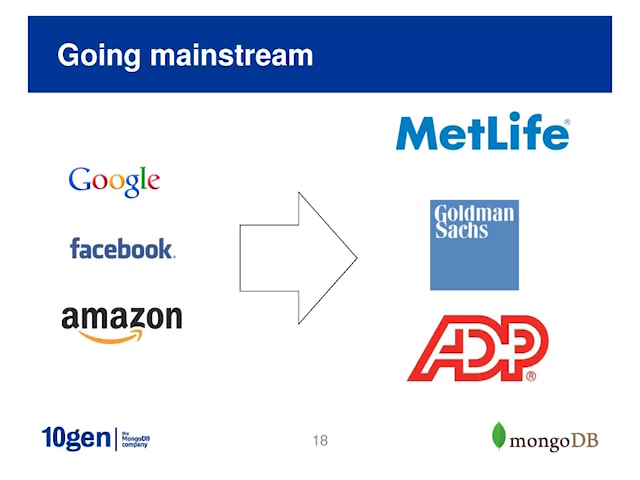 Going mainstream
Google
facebook
amazon
MetLife®
Goldman
Sachs
ADP®
10gen
the
MongoDB
company
18
mongoDB